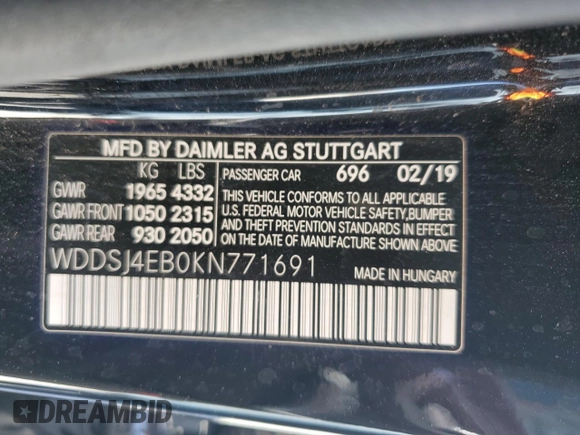 MFD BY DAIMLER AG STUTTGART
KG LBS
GVWR 1965 4332
GAWR FRONT 1050 2315
GAWR REAR 930 2050
PASSENGER CAR 696 02/19
THIS VEHICLE CONFORMS TO ALL APPLICABLE
U.S. FEDERAL MOTOR VEHICLE SAFETY,BUMPER
AND THEFT PREVENTION STANDARDS IN EFFECT
ON THE DATE OF MANUFACTURE SHOWN ABOVE.
WDDSJ4EB0KN771691 MADE IN HUNGARY
DREAMBID